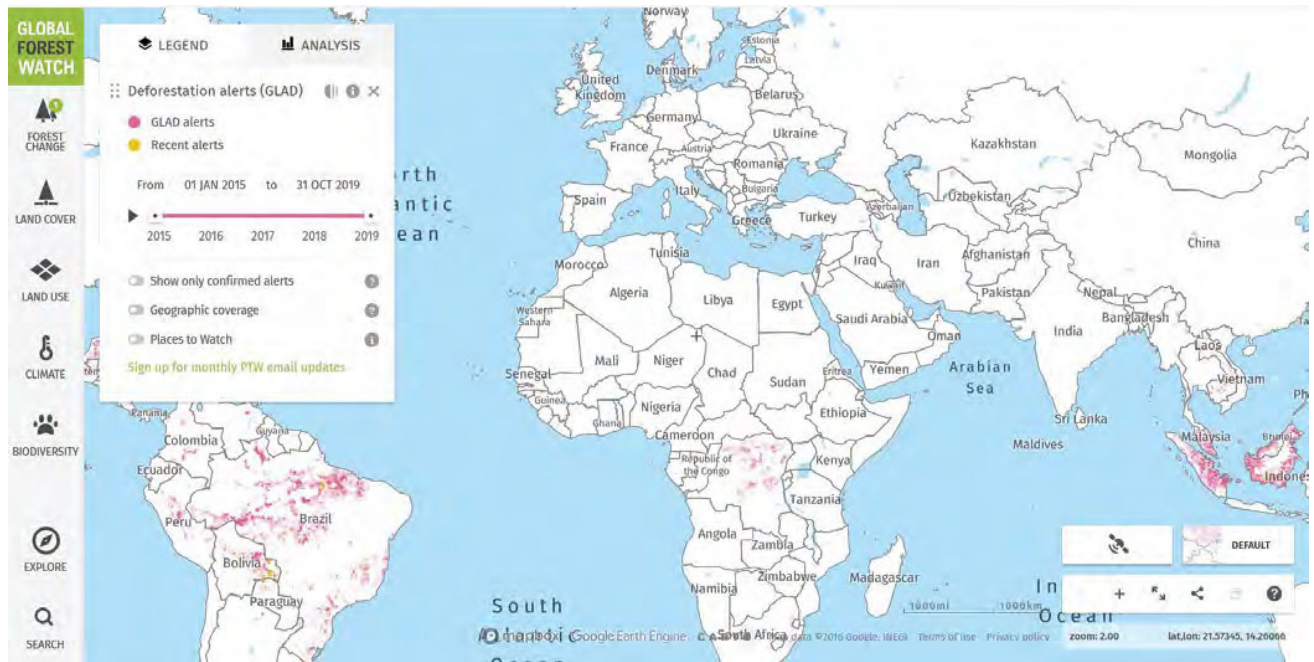 GLOBAL
FOREST
WATCH
FOREST
CHANGE
LAND COVER
LAND USE
CLIMATE
BIODIVERSITY
EXPLORE
SEARCH
LEGEND
ANALYSIS
Deforestation alerts (GLAD)
GLAD alerts
Recent alerts
From 01 JAN 2015 to 31 OCT 2019
2015 2016 2017 2018 2019
Show only confirmed alerts
Geographic coverage
Places to Watch
Sign up for monthly PTW email updates
Norway
Estonia
Latvia
Denmark
United
Kingdom
Belarus
Germany
Ukraine
France
Austria
Kazakhstan
Mongolia
Romania
Italy
Bulgaria
Uzbekistan
Spain
Azerbaijan
Greece
Turkey
China
Tunisia
Afghanistan
Morocco
Iraq
Iran
Algeria
Libya
Egypt
Kuwait
Pakistan
Nepal
Western
Sahara
Saudi Arabia
Bangladesh
India
Oman
Laos
Mali
Niger
Senegal
Chad
Sudan
Eritrea
Yemen
Arabian
Sea
Vietnam
Guinea
Nigeria
Ethiopia
Ghana
Sri Lanka
Panama
Cameroon
Maldives
Malaysia
Brunei
Colombia
Guyana
Republic of
the Congo
Kenya
Ecuador
Tanzania
Peru
Brazil
Angola
Zambia
Bolivia
Zimbabwe
Madagascar
Namibia
Paraguay
South
South Africa
1000mi
1000km
Ocean
DEFAULT
mapbox
Google Earth Engine
data ©2016 Google, INEGI
Terms of use
Privacy policy
zoom: 2.00
lat,lon: 21.57345, 14.26066